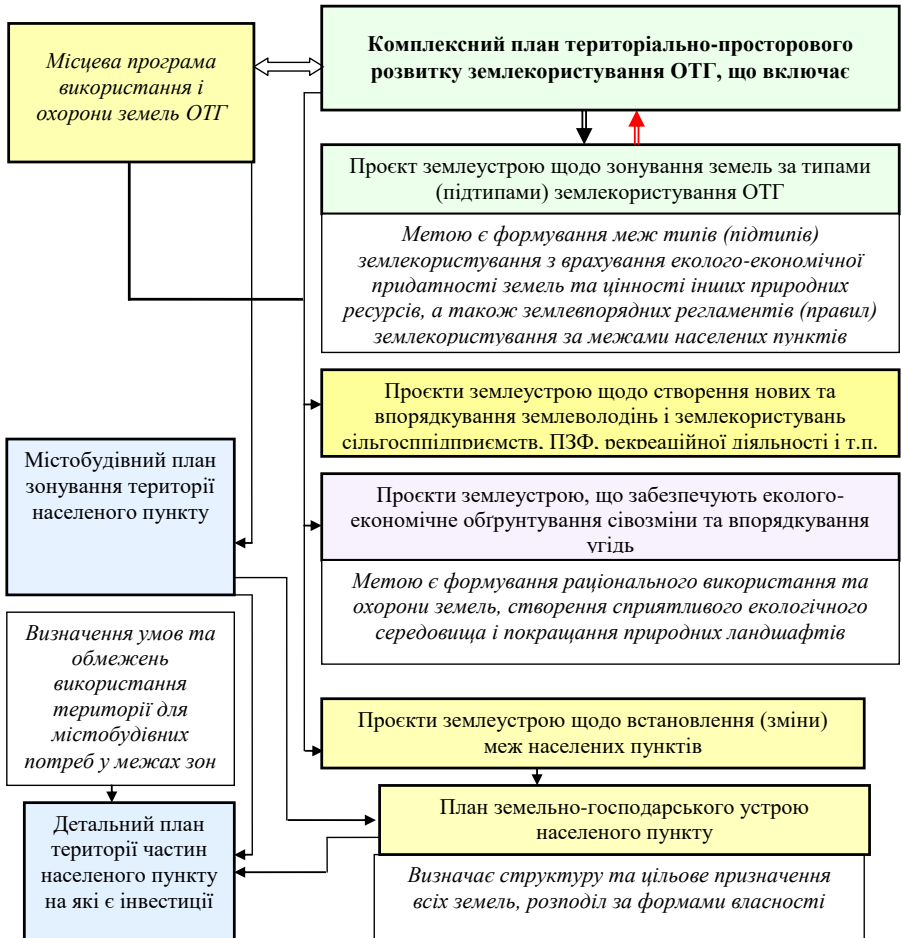 Місцева програма
використання і
охорони земель ОТГ
Комплексний план територіально-просторового
розвитку землекористування ОТГ, що включає
Проєкт землеустрою щодо зонування земель за типами
(підтипами) землекористування ОТГ
Метою є формування меж типів (підтипів)
землекористування з врахування еколого-економічної
придатності земель та цінності інших природних
ресурсів, а також землевпорядних регламентів (правил)
землекористування за межами населених пунктів
Проєкти землеустрою щодо створення нових та
впорядкування землеволодінь і землекористувань
сільгосппідприємств, ПЗФ, рекреаційної діяльності і т.п.
Містобудівний план
зонування території
населеного пункту
Проєкти землеустрою, що забезпечують еколого-
економічне обґрунтування сівозміни та впорядкування
угідь
Метою є формування раціонального використання та
охорони земель, створення сприятливого екологічного
середовища і покращання природних ландшафтів
Визначення умов та
обмежень
використання
території для
містобудівних
потреб у межах зон
Проєкти землеустрою щодо встановлення (зміни)
меж населених пунктів
План земельно-господарського устрою
населеного пункту
Детальний план
території частин
населеного пункту
на які є інвестиції
Визначає структуру та цільове призначення
всіх земель, розподіл за формами власності